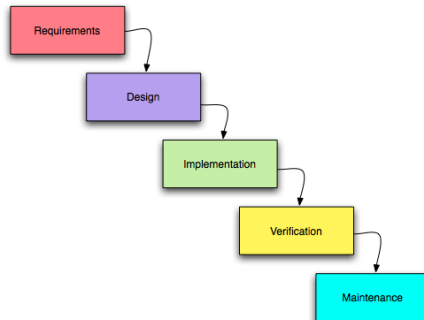 Requirements
Design
Implementation
Verification
Maintenance